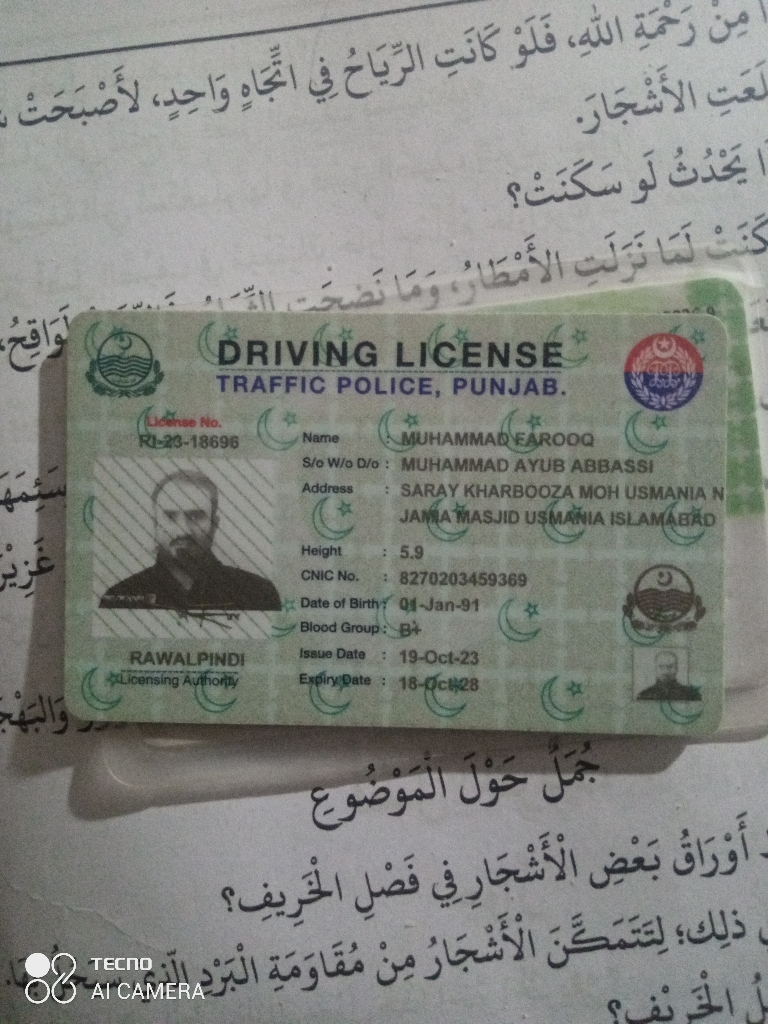 مِنْ رَحْمَةِ اللهِ، فَلَوْ كَانَتِ الرِّيَاحُ فِي اتِّجَاهٍ وَاحِدٍ، لَأَصْبَحَتْ
الأَشْجَارَ.
يَحْدُثُ لَو سَكَنَتْ؟
لَمَا نَزَلَتِ الأَمْطَارُ، وَمَا نَضِجَتِ
DRIVING LICENSE
TRAFFIC POLICE, PUNJAB.
License No.
RI-23-18696
Name : MUHAMMAD FAROOQ
S/o W/o D/o : MUHAMMAD AYUB ABBASSI
Address : SARAY KHARBOOZA MOH USMANIA N
JAMIA MASJID USMANIA ISLAMABAD
Height : 5.9
CNIC No. : 8270203459369
Date of Birth : 01-Jan-91
Blood Group : B+
Issue Date : 19-Oct-23
Expiry Date : 18-Oct-28
RAWALPINDI
Licensing Authority
جُمَلٌ حَوْلَ الْمَوْضُوعِ
أَوْرَاقُ بَعْضِ الْأَشْجَارِ فِي فَصْلِ الْخَرِيفِ؟
ذلِك؛ لِتَتَمَكَّنَ الْأَشْجَارُ مِنْ مُقَاوَمَةِ الْبَرْدِ الَّذِي
الْخَرِيْفِ؟
TECNO
AI CAMERA